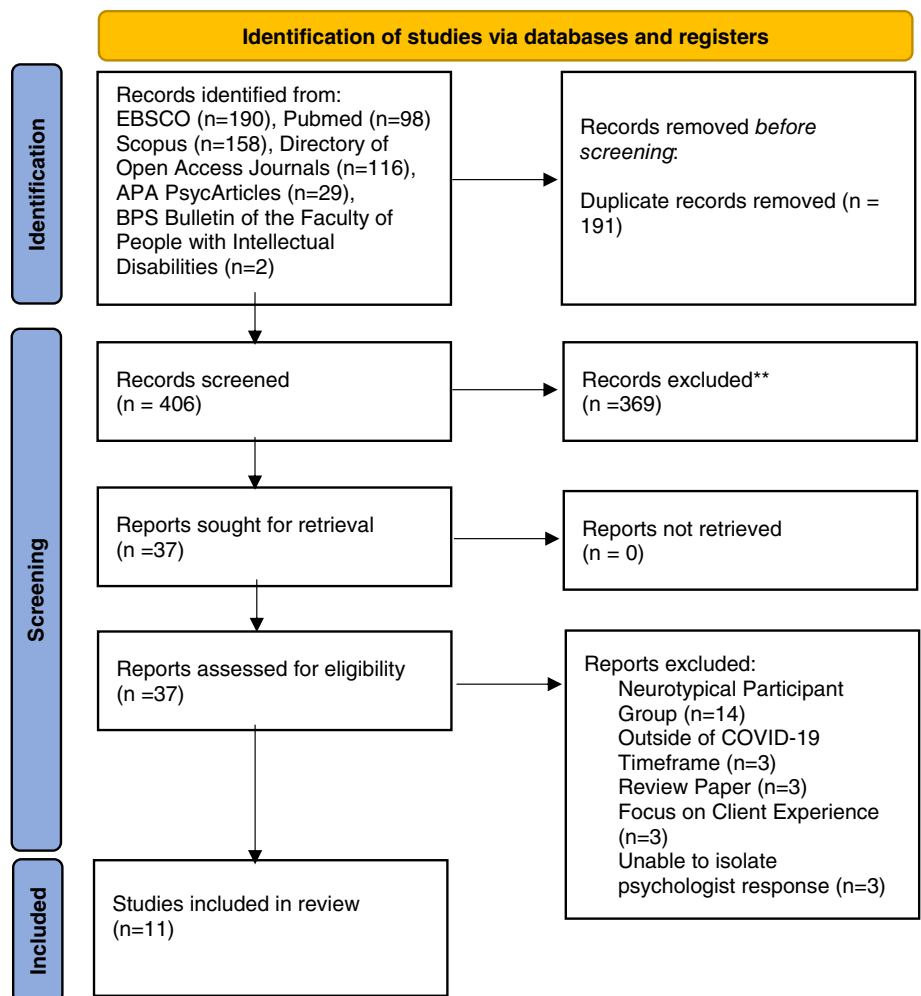 Identification of studies via databases and registers
Identification
Records identified from:
EBSCO (n=190), Pubmed (n=98)
Scopus (n=158), Directory of
Open Access Journals (n=116),
APA PsycArticles (n=29),
BPS Bulletin of the Faculty of
People with Intellectual
Disabilities (n=2)
Records removed before
screening:
Duplicate records removed (n =
191)
Screening
Records screened
(n = 406)
Records excluded**
(n =369)
Reports sought for retrieval
(n =37)
Reports not retrieved
(n = 0)
Reports assessed for eligibility
(n =37)
Reports excluded:
Neurotypical Participant
Group (n=14)
Outside of COVID-19
Timeframe (n=3)
Review Paper (n=3)
Focus on Client Experience
(n=3)
Unable to isolate
psychologist response (n=3)
Included
Studies included in review
(n=11)